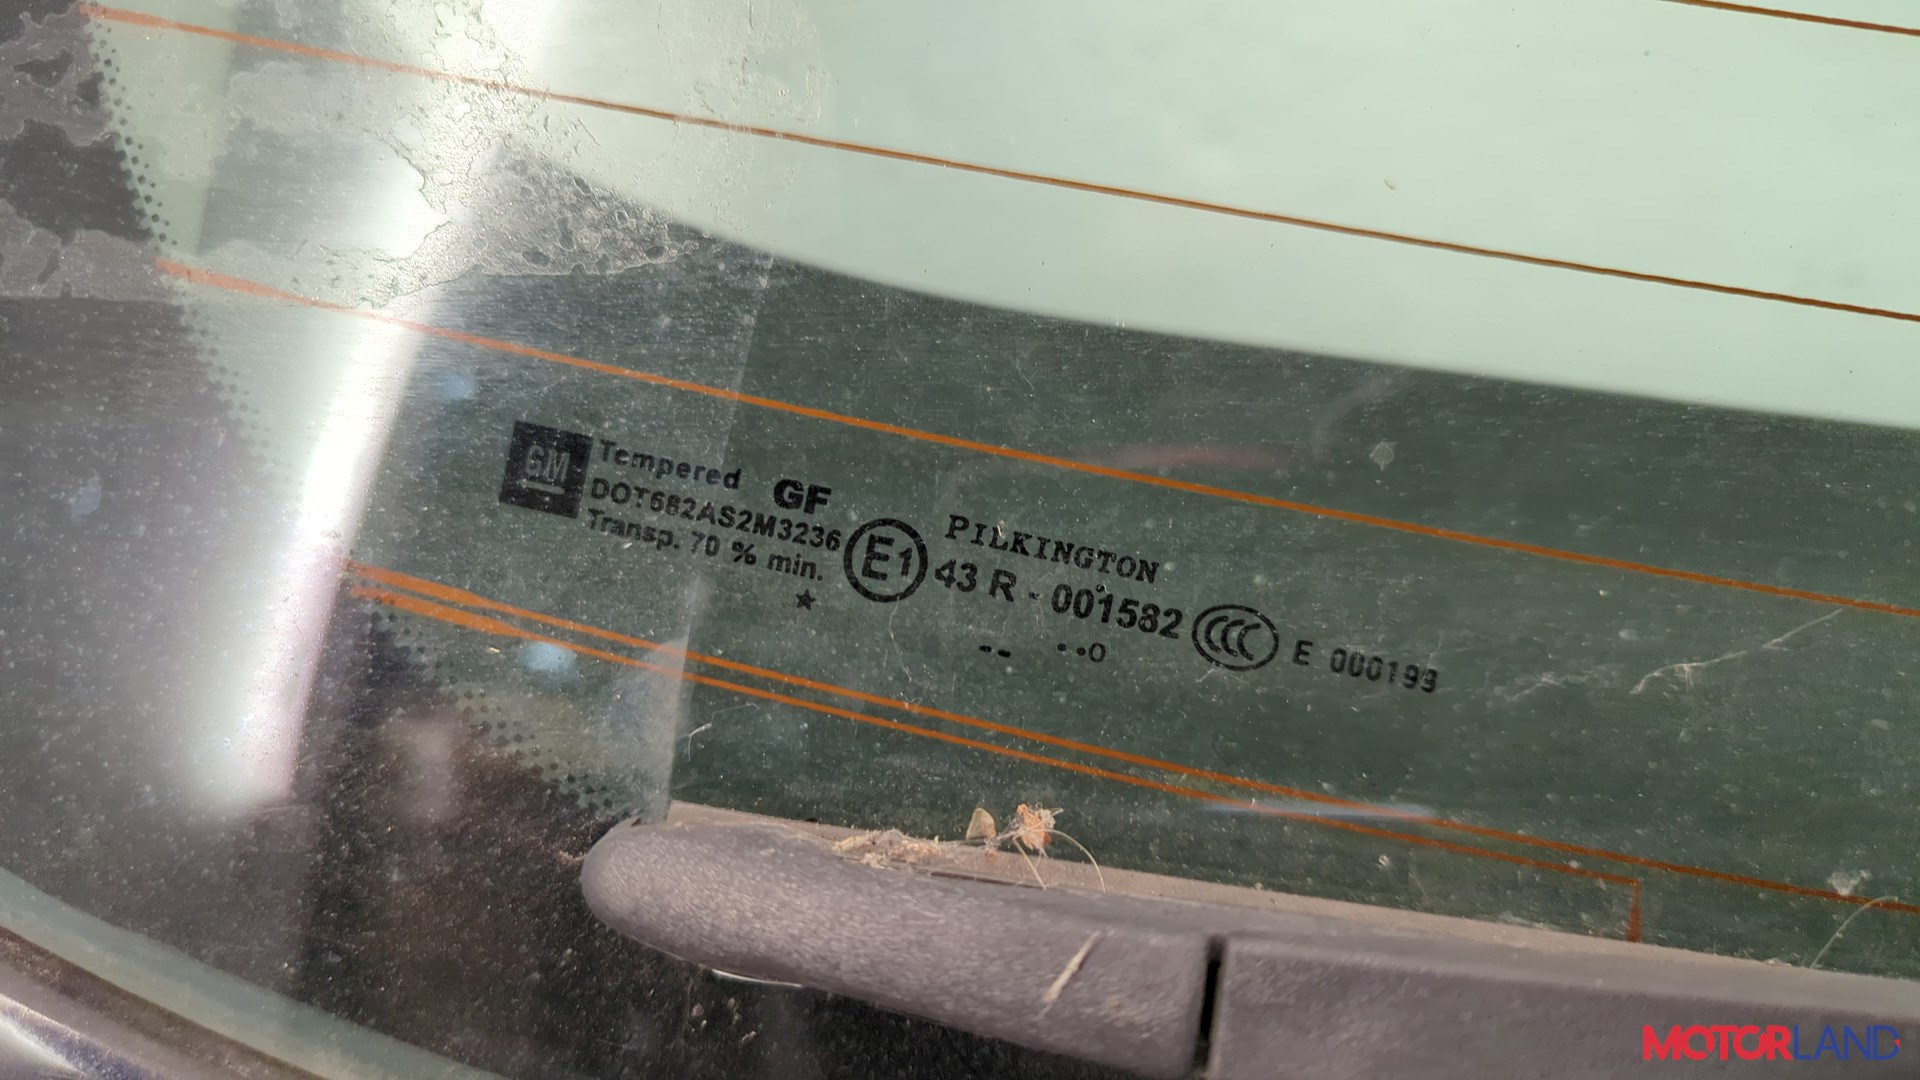 GM
Tempered GF
DOT682AS2M3236
Transp. 70 % min.
★
E1
PILKINGTON
43 R - 001582
CCC E 000199
-- ··o
MOTORLAND